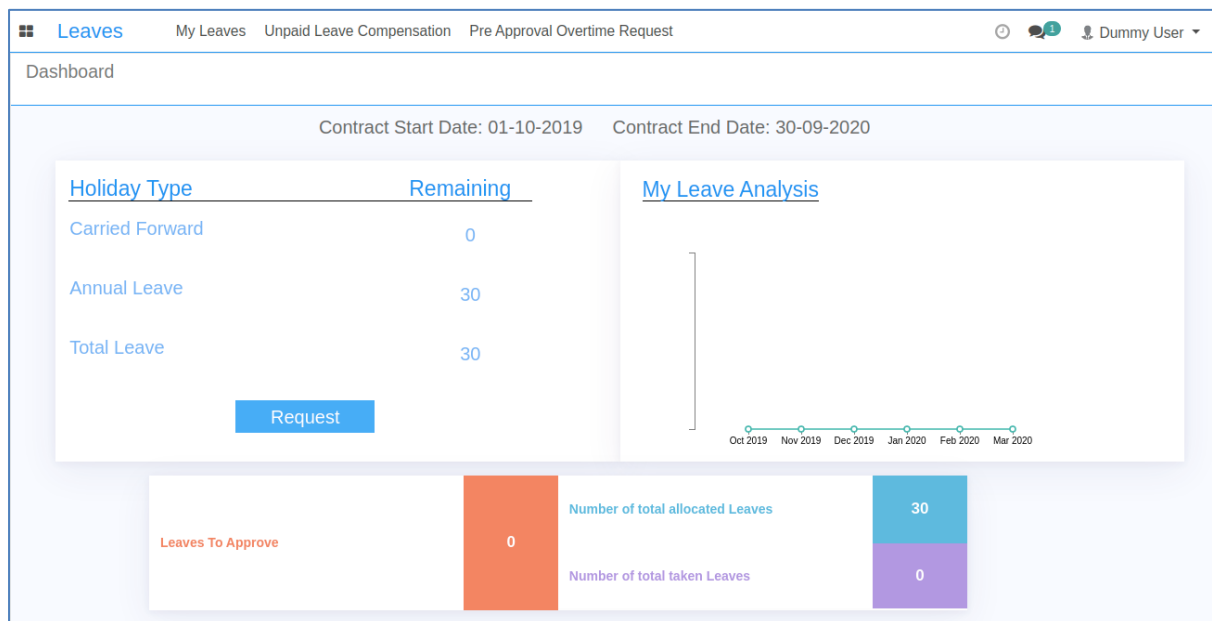 Leaves My Leaves Unpaid Leave Compensation Pre Approval Overtime Request 1 Dummy User
Dashboard
Contract Start Date: 01-10-2019 Contract End Date: 30-09-2020
Holiday Type Remaining
Carried Forward 0
Annual Leave 30
Total Leave 30
Request
My Leave Analysis
Oct 2019 Nov 2019 Dec 2019 Jan 2020 Feb 2020 Mar 2020
Leaves To Approve 0
Number of total allocated Leaves 30
Number of total taken Leaves 0